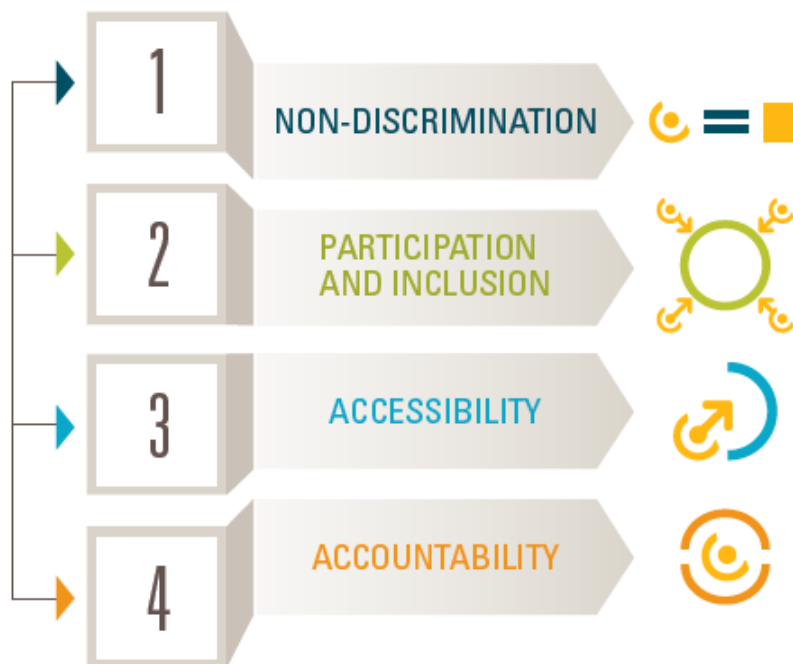 1
NON-DISCRIMINATION
2
PARTICIPATION
AND INCLUSION
3
ACCESSIBILITY
4
ACCOUNTABILITY